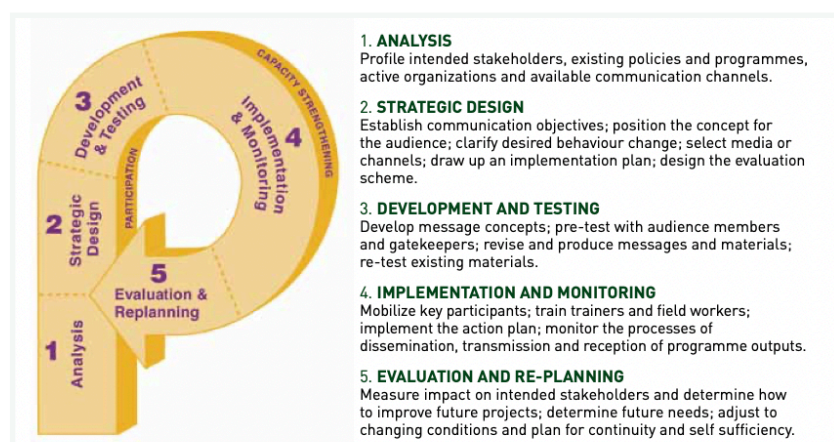 1
Analysis
2
Strategic
Design
3
Development
& Testing
4
Implementation
& Monitoring
5
Evaluation &
Replanning
PARTICIPATION
CAPACITY STRENGTHENING
1. ANALYSIS
Profile intended stakeholders, existing policies and programmes,
active organizations and available communication channels.
2. STRATEGIC DESIGN
Establish communication objectives; position the concept for
the audience; clarify desired behaviour change; select media or
channels; draw up an implementation plan; design the evaluation
scheme.
3. DEVELOPMENT AND TESTING
Develop message concepts; pre-test with audience members
and gatekeepers; revise and produce messages and materials;
re-test existing materials.
4. IMPLEMENTATION AND MONITORING
Mobilize key participants; train trainers and field workers;
implement the action plan; monitor the processes of
dissemination, transmission and reception of programme outputs.
5. EVALUATION AND RE-PLANNING
Measure impact on intended stakeholders and determine how
to improve future projects; determine future needs; adjust to
changing conditions and plan for continuity and self sufficiency.